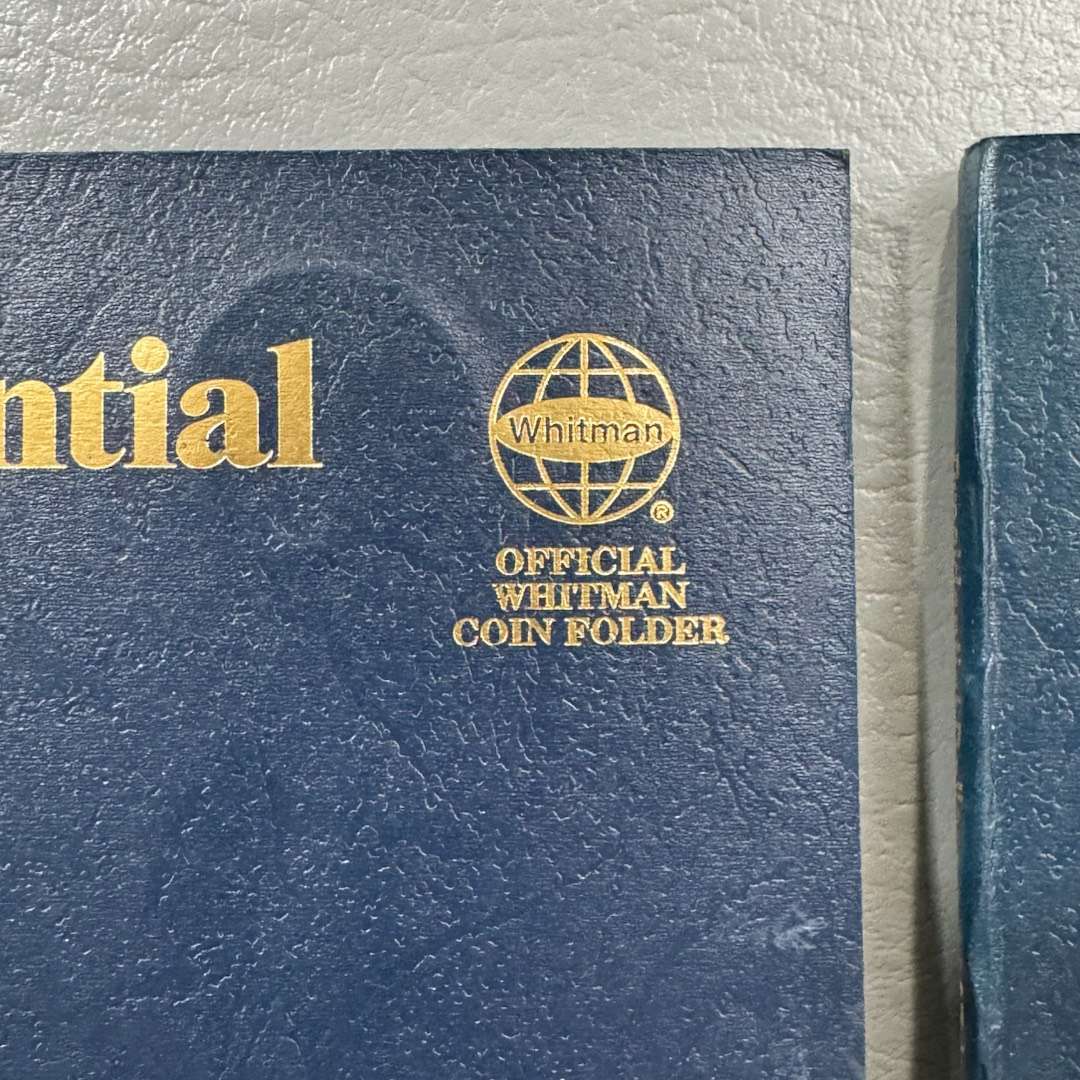 ntial
Whitman
®
OFFICIAL
WHITMAN
COIN FOLDER